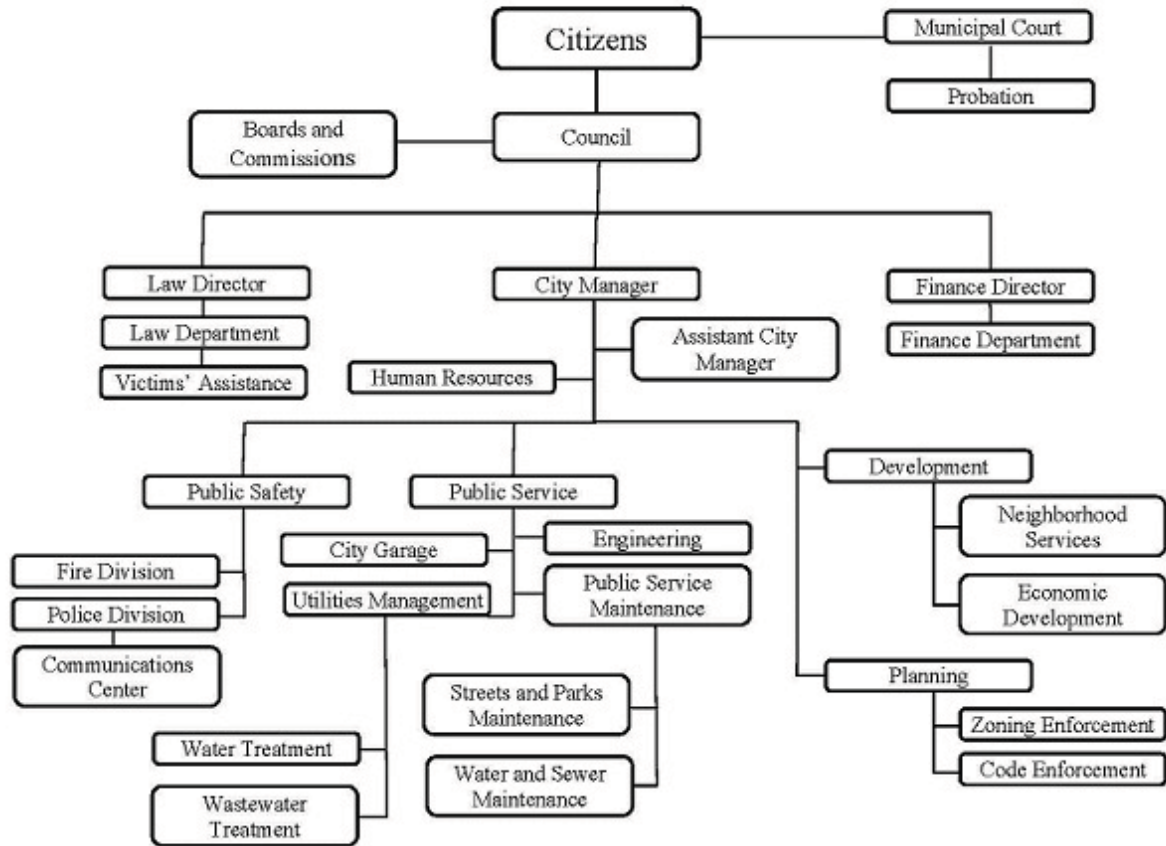 Citizens
Municipal Court
Probation
Boards and
Commissions
Council
Law Director
City Manager
Finance Director
Law Department
Assistant City
Manager
Finance Department
Victims' Assistance
Human Resources
Public Safety
Public Service
Development
Neighborhood
Services
City Garage
Engineering
Fire Division
Utilities Management
Public Service
Maintenance
Economic
Development
Police Division
Communications
Center
Planning
Streets and Parks
Maintenance
Zoning Enforcement
Water Treatment
Water and Sewer
Maintenance
Code Enforcement
Wastewater
Treatment